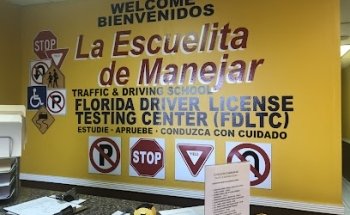 WELCOME
BIENVENIDOS
La Escuelita
de Manejar
TRAFFIC & DRIVING SCHOOL
FLORIDA DRIVER LICENSE
TESTING CENTER (FDLTC)
ESTUDIE - APRUEBE - CONDUZCA CON CUIDADO
STOP
STOP